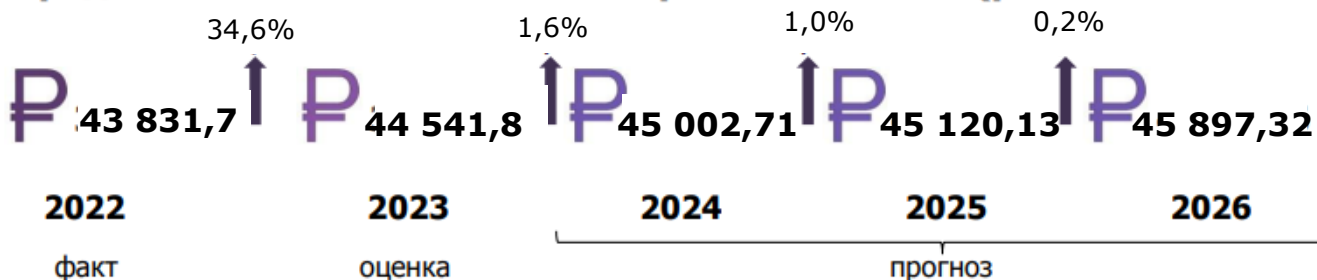 34,6% 1,6% 1,0% 0,2%
₽ 43 831,7 ₽ 44 541,8 ₽ 45 002,71 ₽ 45 120,13 ₽ 45 897,32
2022 2023 2024 2025 2026
факт оценка прогноз